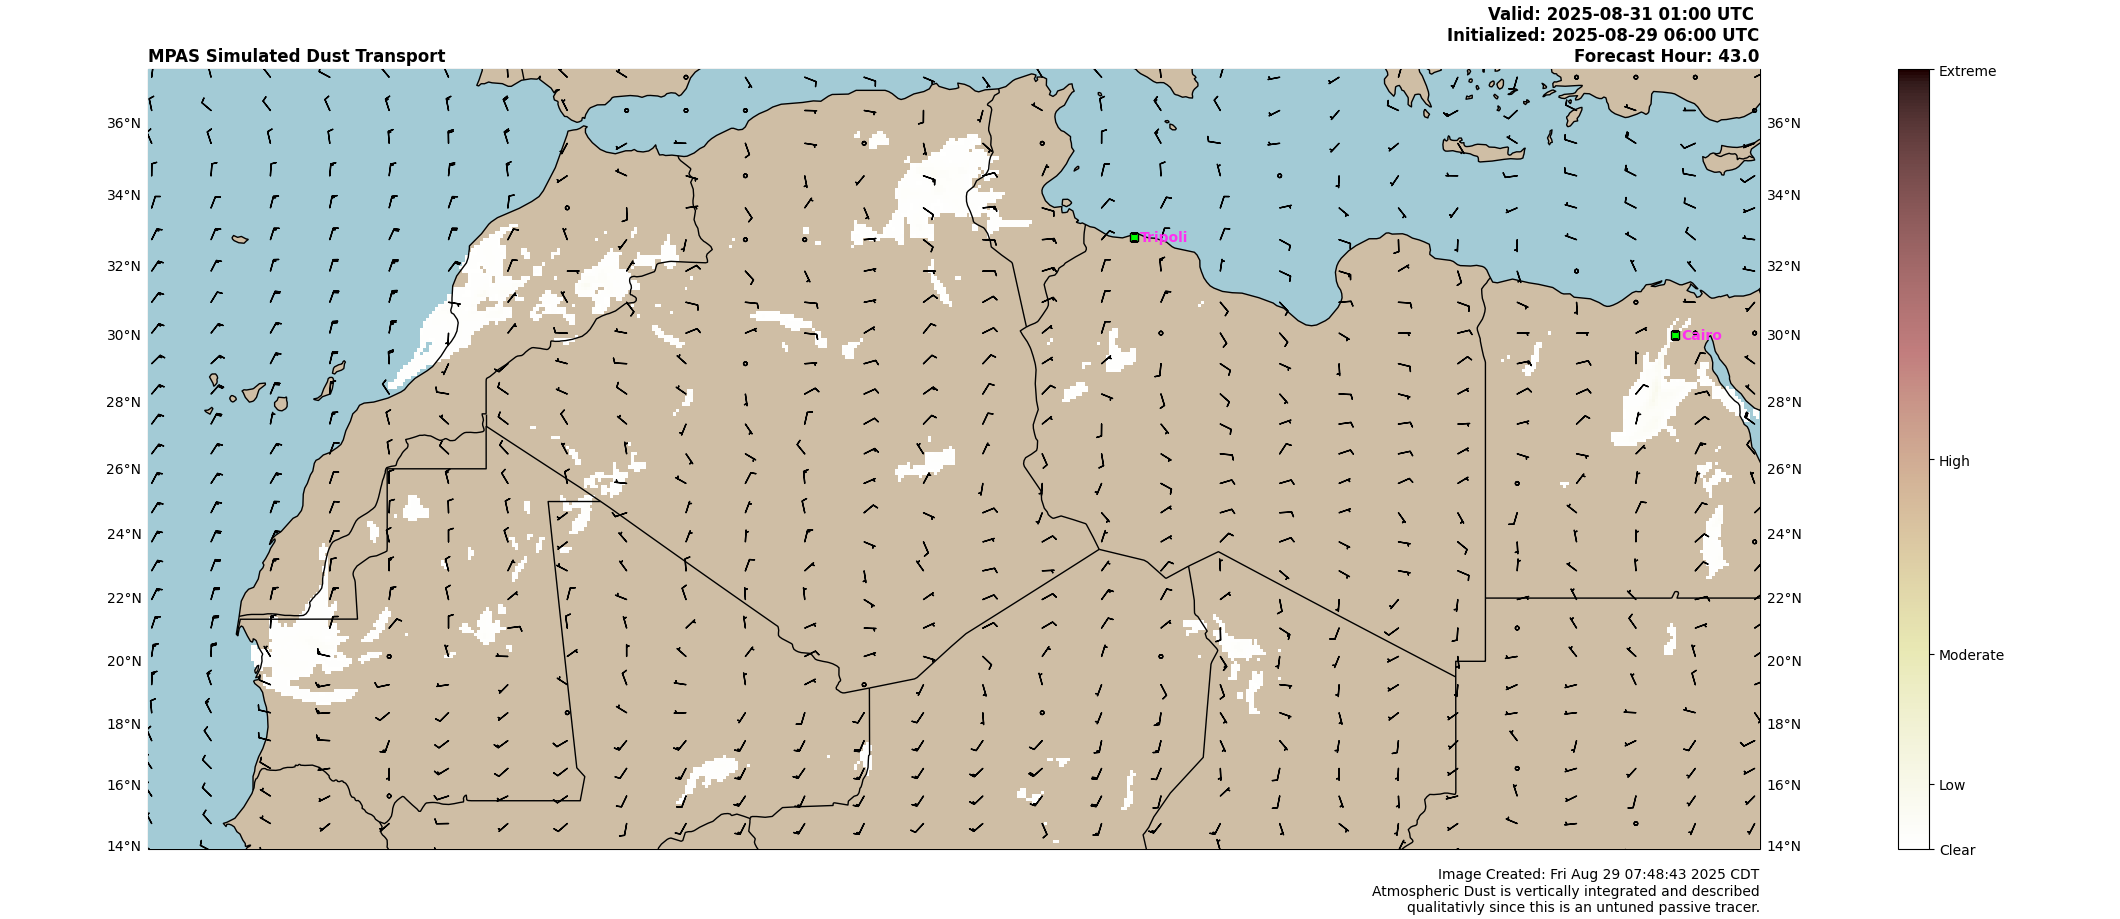 Valid: 2025-08-31 01:00 UTC
Initialized: 2025-08-29 06:00 UTC
MPAS Simulated Dust Transport
Forecast Hour: 43.0
36°N
34°N
32°N
30°N
28°N
26°N
24°N
22°N
20°N
18°N
16°N
14°N
Tripoli
Cairo
36°N
34°N
32°N
30°N
28°N
26°N
24°N
22°N
20°N
18°N
16°N
14°N
Extreme
High
Moderate
Low
Clear
Image Created: Fri Aug 29 07:48:43 2025 CDT
Atmospheric Dust is vertically integrated and described
qualitativly since this is an untuned passive tracer.